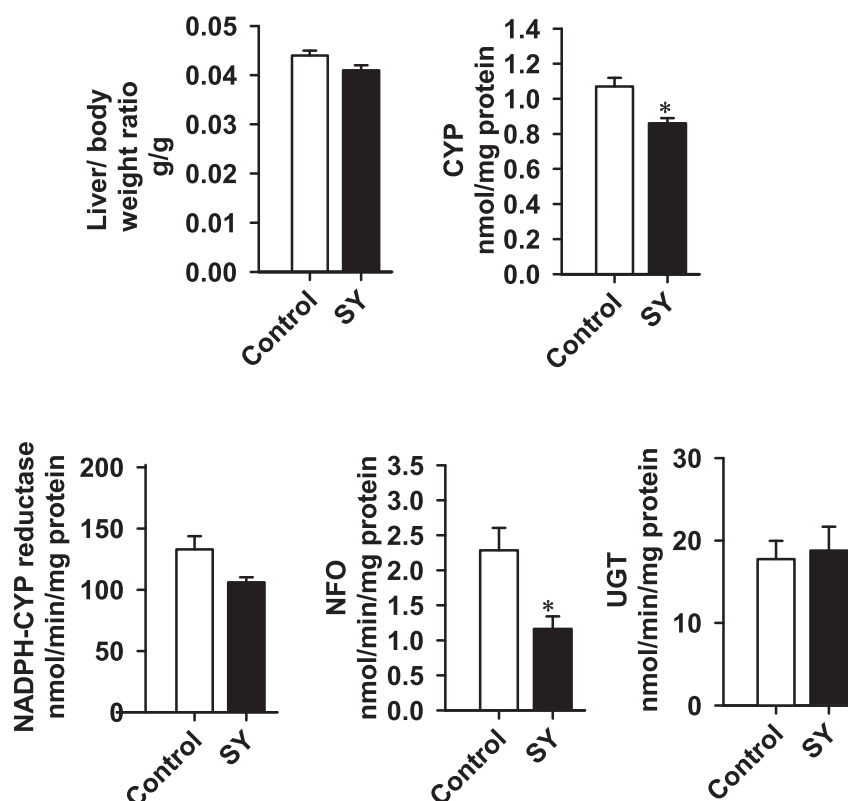 Liver/ body
weight ratio
g/g
0.05
0.04
0.03
0.02
0.01
0.00
Control
SY
CYP
nmol/mg protein
1.4
1.2
1.0
0.8
0.6
0.4
0.2
0.0
*
Control
SY
NADPH-CYP reductase
nmol/min/mg protein
200
150
100
50
0
Control
SY
NFO
nmol/min/mg protein
3.5
3.0
2.5
2.0
1.5
1.0
0.5
0.0
*
Control
SY
UGT
nmol/min/mg protein
30
20
10
0
Control
SY